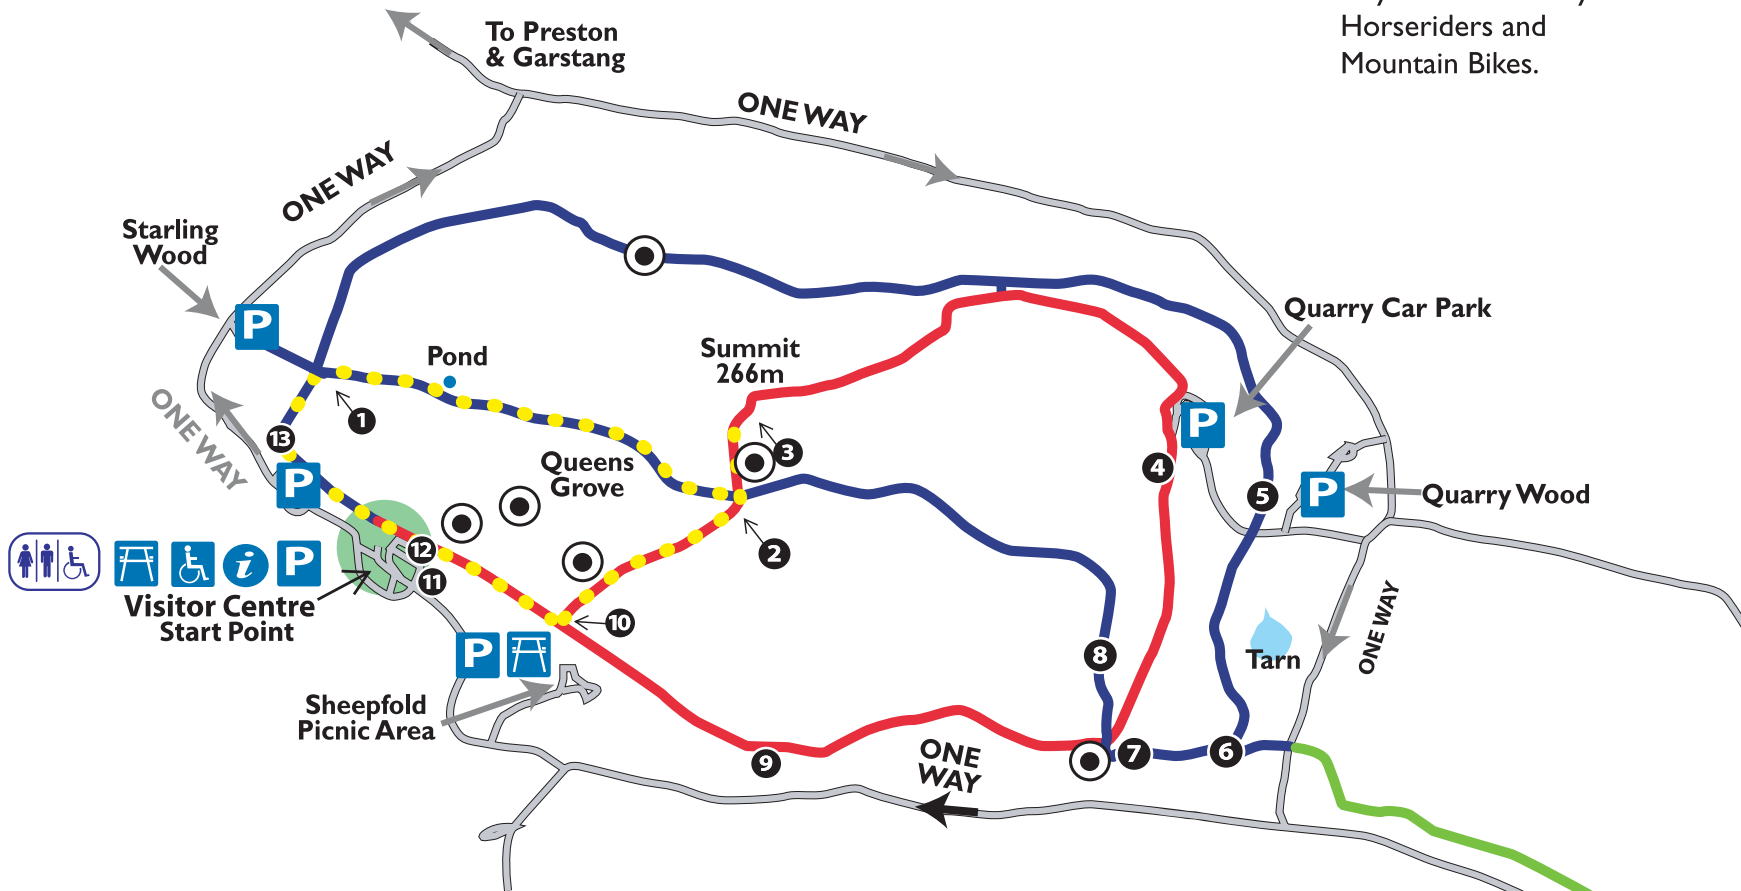 Horseriders and
Mountain Bikes.
To Preston
& Garstang
ONE WAY
ONE WAY
Starling
Wood
P
Quarry Car Park
Pond
Summit
266m
ONE WAY
1
13
3
P
Queens
Grove
4
P
5
P
Quarry Wood
P
2
12
11
i
P
Visitor Centre
Start Point
10
ONE WAY
8
Tarn
P
Sheepfold
Picnic Area
9
ONE
WAY
7
6